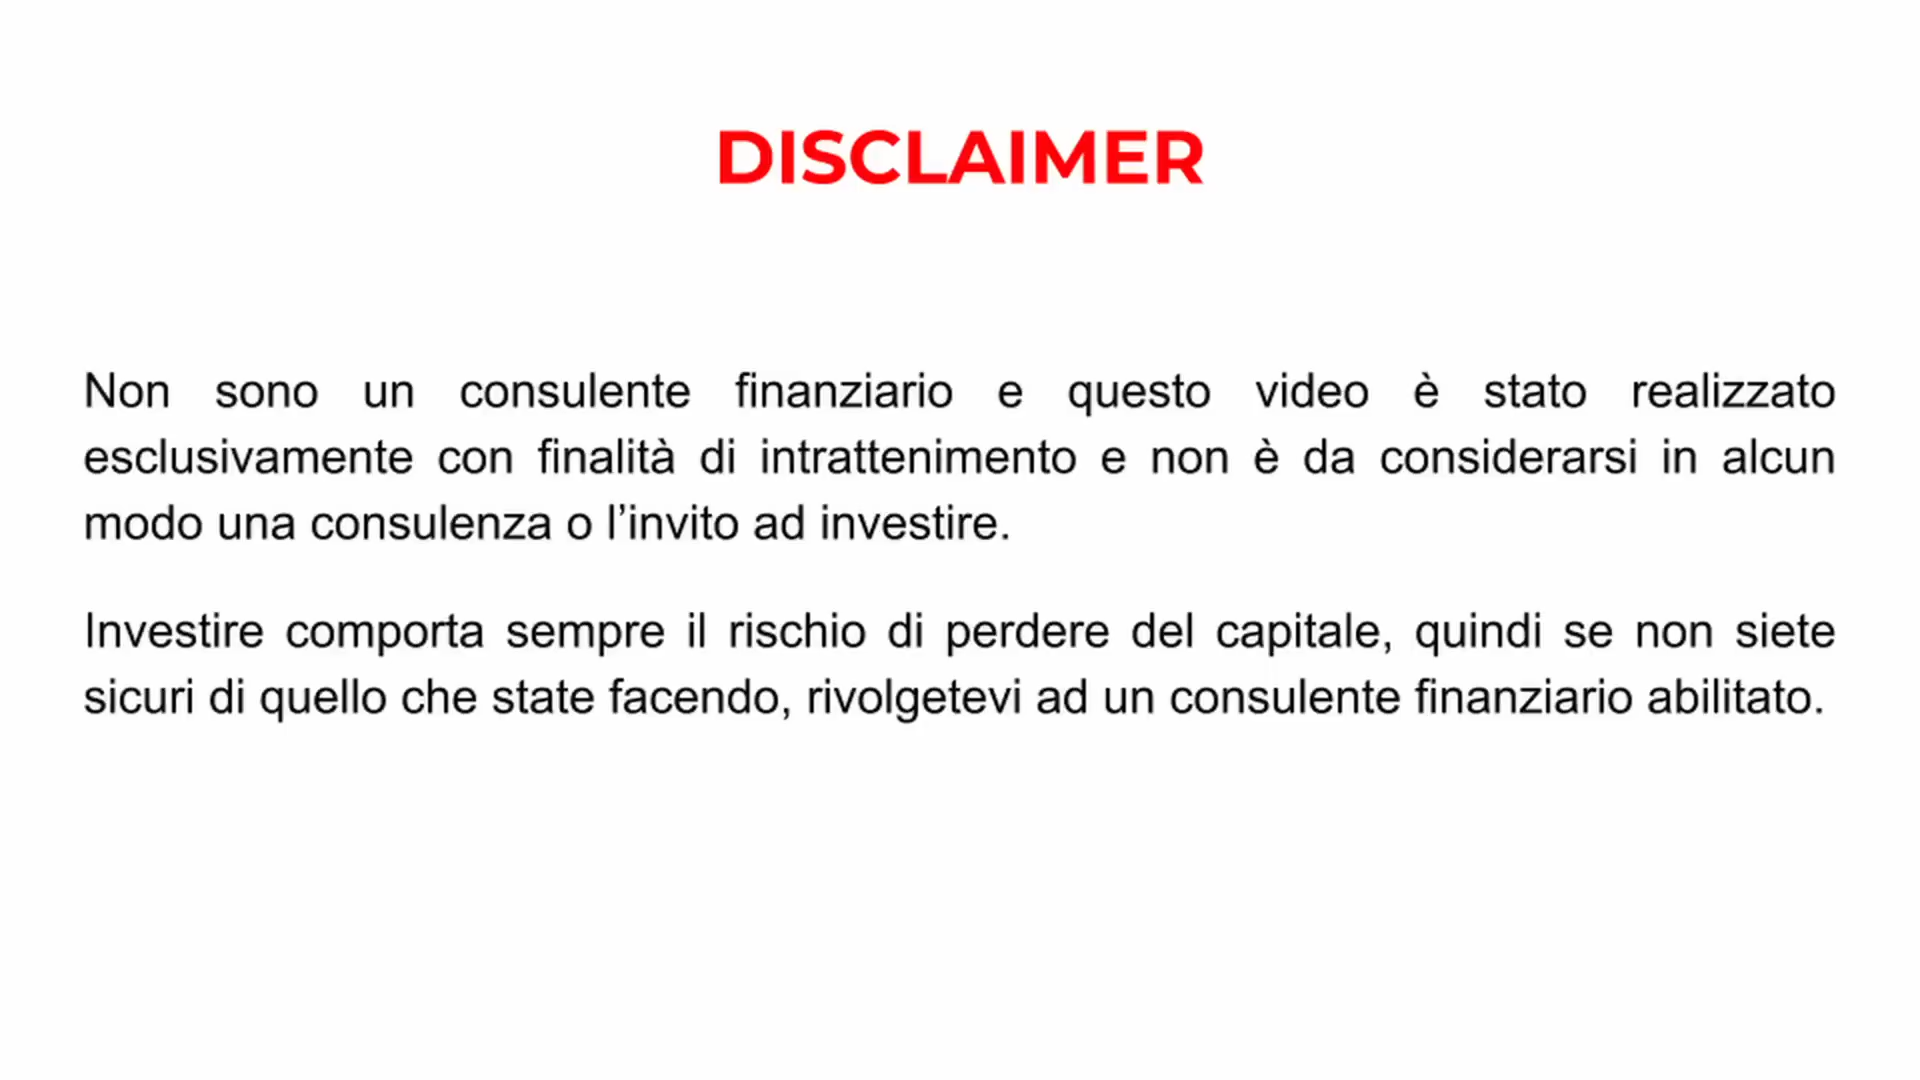 DISCLAIMER
Non sono un consulente finanziario e questo video è stato realizzato
esclusivamente con finalità di intrattenimento e non è da considerarsi in alcun
modo una consulenza o l’invito ad investire.
Investire comporta sempre il rischio di perdere del capitale, quindi se non siete
sicuri di quello che state facendo, rivolgetevi ad un consulente finanziario abilitato.